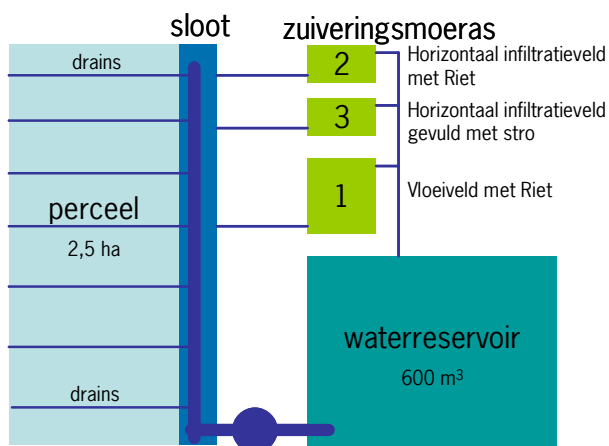 sloot
zuiveringsmoeras
drains
2
Horizontaal infiltratieveld
met Riet
3
Horizontaal infiltratieveld
gevuld met stro
1
Vloeiveld met Riet
perceel
2,5 ha
waterreservoir
600 m³
drains